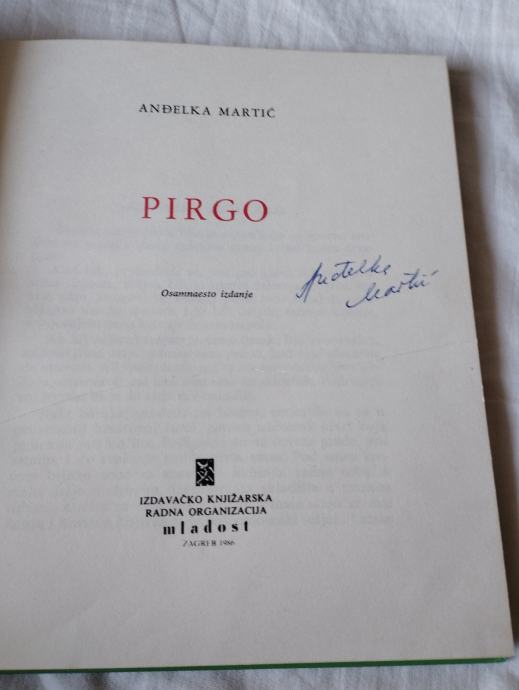 ANĐELKA MARTIĆ
PIRGO
Osamnaesto izdanje
Anđelka
Martić
IZDAVAČKO KNJIŽARSKA
RADNA ORGANIZACIJA
mladost
ZAGREB 1986